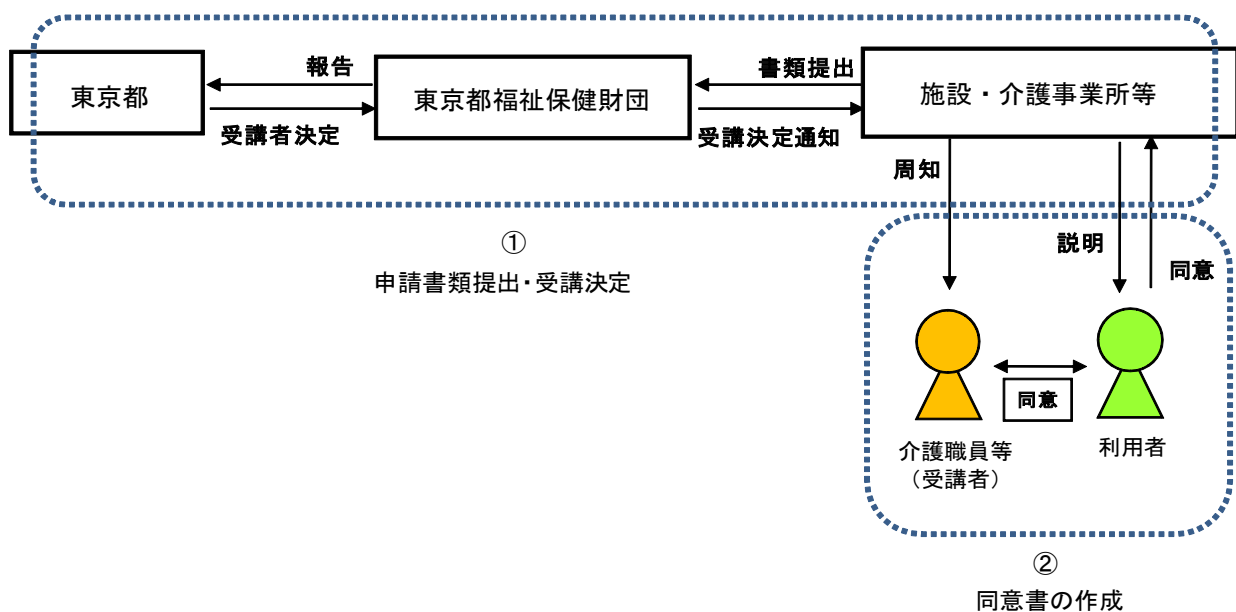 報告
書類提出
東京都
東京都福祉保健財団
施設・介護事業所等
受講者決定
受講決定通知
周知
①
申請書類提出・受講決定
説明
同意
同意
介護職員等
（受講者）
利用者
②
同意書の作成